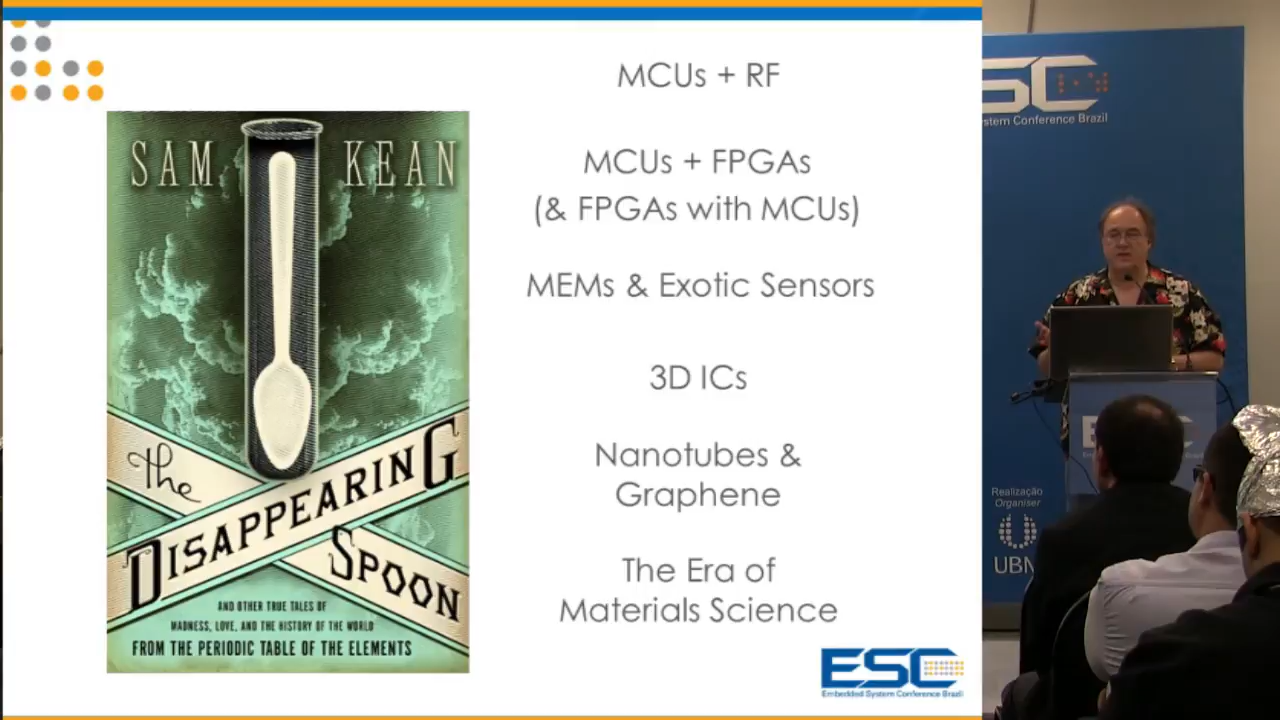 MCUs + RF
MCUs + FPGAs
(& FPGAs with MCUs)
MEMs & Exotic Sensors
3D ICs
Nanotubes &
Graphene
The Era of
Materials Science
SAM KEAN
the
DISAPPEARING
SPOON
AND OTHER TRUE TALES OF
MADNESS, LOVE, AND THE HISTORY OF THE WORLD
FROM THE PERIODIC TABLE OF THE ELEMENTS
ESC
Embedded System Conference Brazil
ESC
System Conference Brazil
Realização
Organiser
UBM